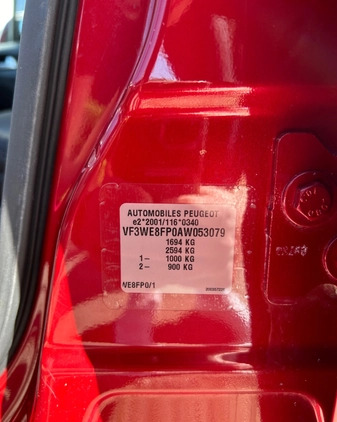 AUTOMOBILES PEUGEOT
e2*2001/116*0340
VF3WE8FP0AW053079
1694 KG
2594 KG
1- 1000 KG
2- 900 KG
WE8FP0/1